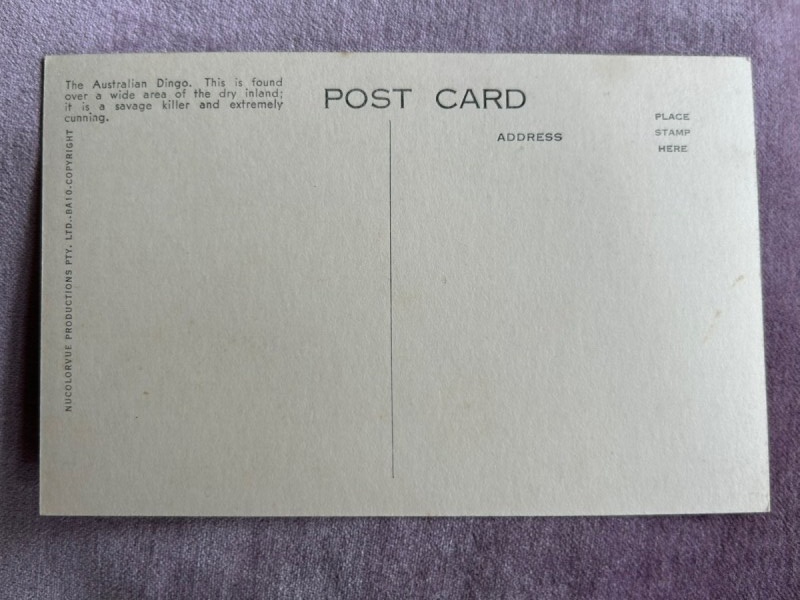 The Australian Dingo. This is found
over a wide area of the dry inland;
it is a savage killer and extremely
cunning.
POST CARD
ADDRESS
PLACE
STAMP
HERE
NUCOLORVUE PRODUCTIONS PTY. LTD.-BA10.COPYRIGHT